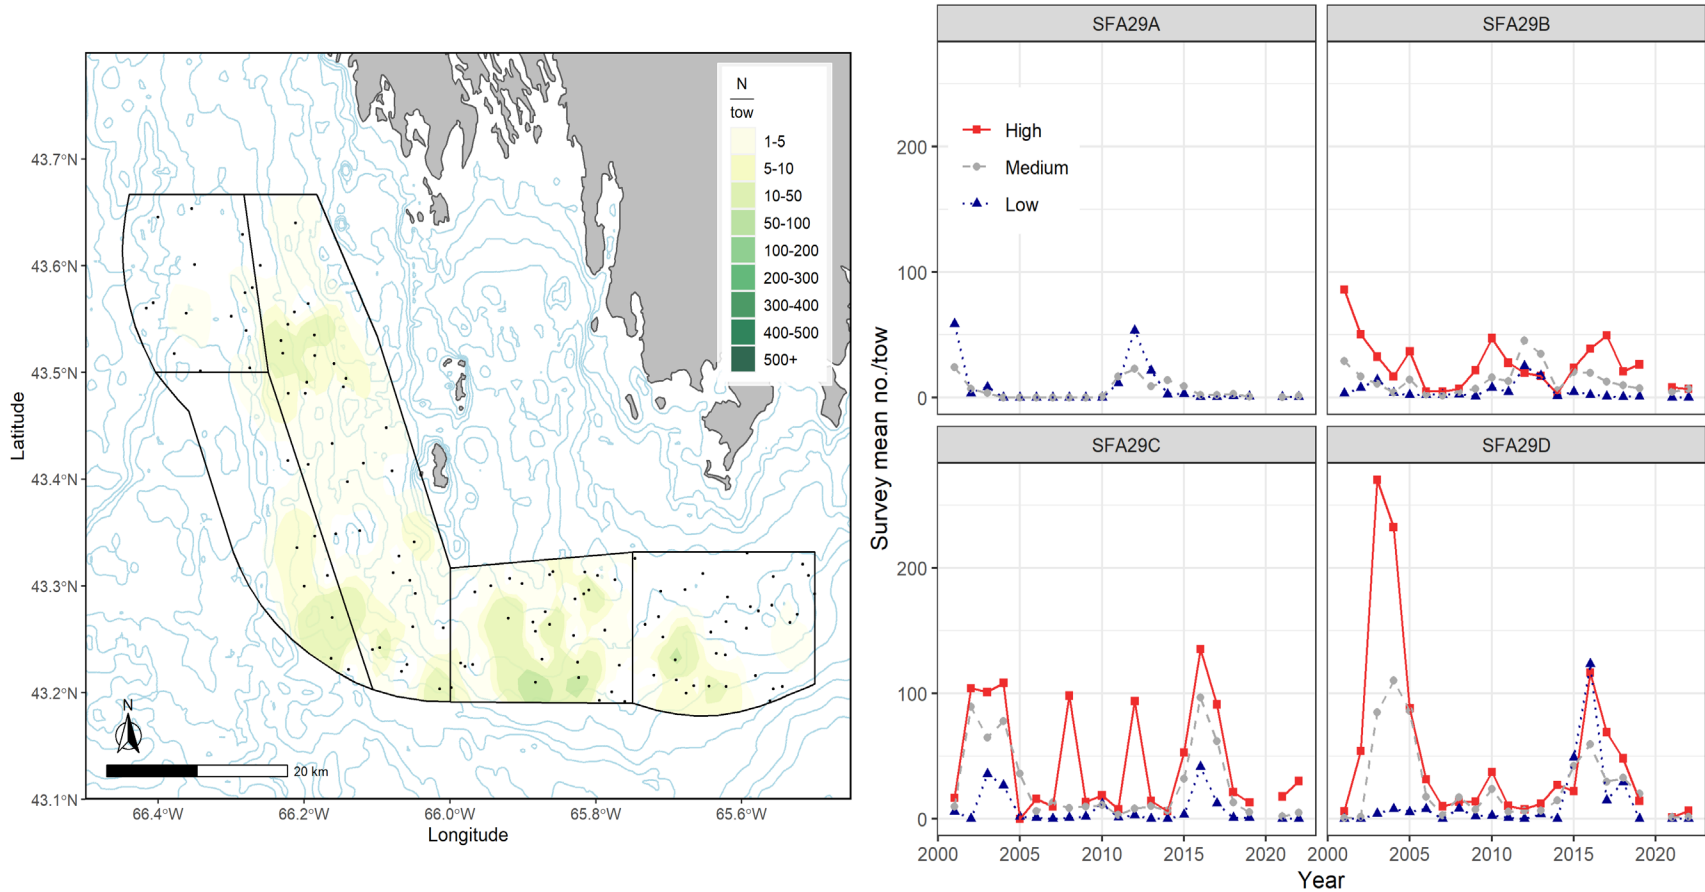 N
tow
1-5
5-10
10-50
50-100
100-200
200-300
300-400
400-500
500+
43.7°N
43.6°N
43.5°N
43.4°N
43.3°N
43.2°N
43.1°N
Latitude
N
20 km
66.4°W
66.2°W
66.0°W
65.8°W
65.6°W
Longitude
Survey mean no./tow
SFA29A
SFA29B
200
100
0
High
Medium
Low
SFA29C
SFA29D
200
100
0
2000
2005
2010
2015
2020
2000
2005
2010
2015
2020
Year